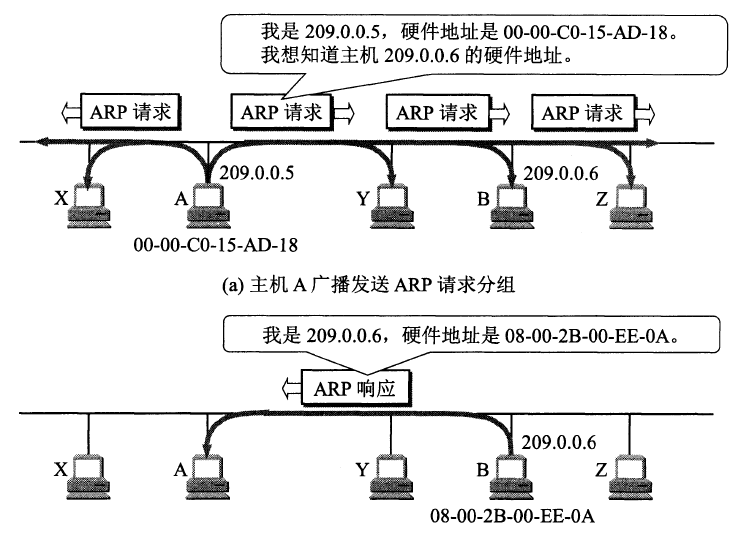 我是 209.0.0.5，硬件地址是 00-00-C0-15-AD-18。
我想知道主机 209.0.0.6 的硬件地址。
ARP 请求 ARP 请求 ARP 请求 ARP 请求
209.0.0.5 209.0.0.6
X A Y B Z
00-00-C0-15-AD-18
(a) 主机 A 广播发送 ARP 请求分组
我是 209.0.0.6，硬件地址是 08-00-2B-00-EE-0A。
ARP 响应
209.0.0.6
X A Y B Z
08-00-2B-00-EE-0A